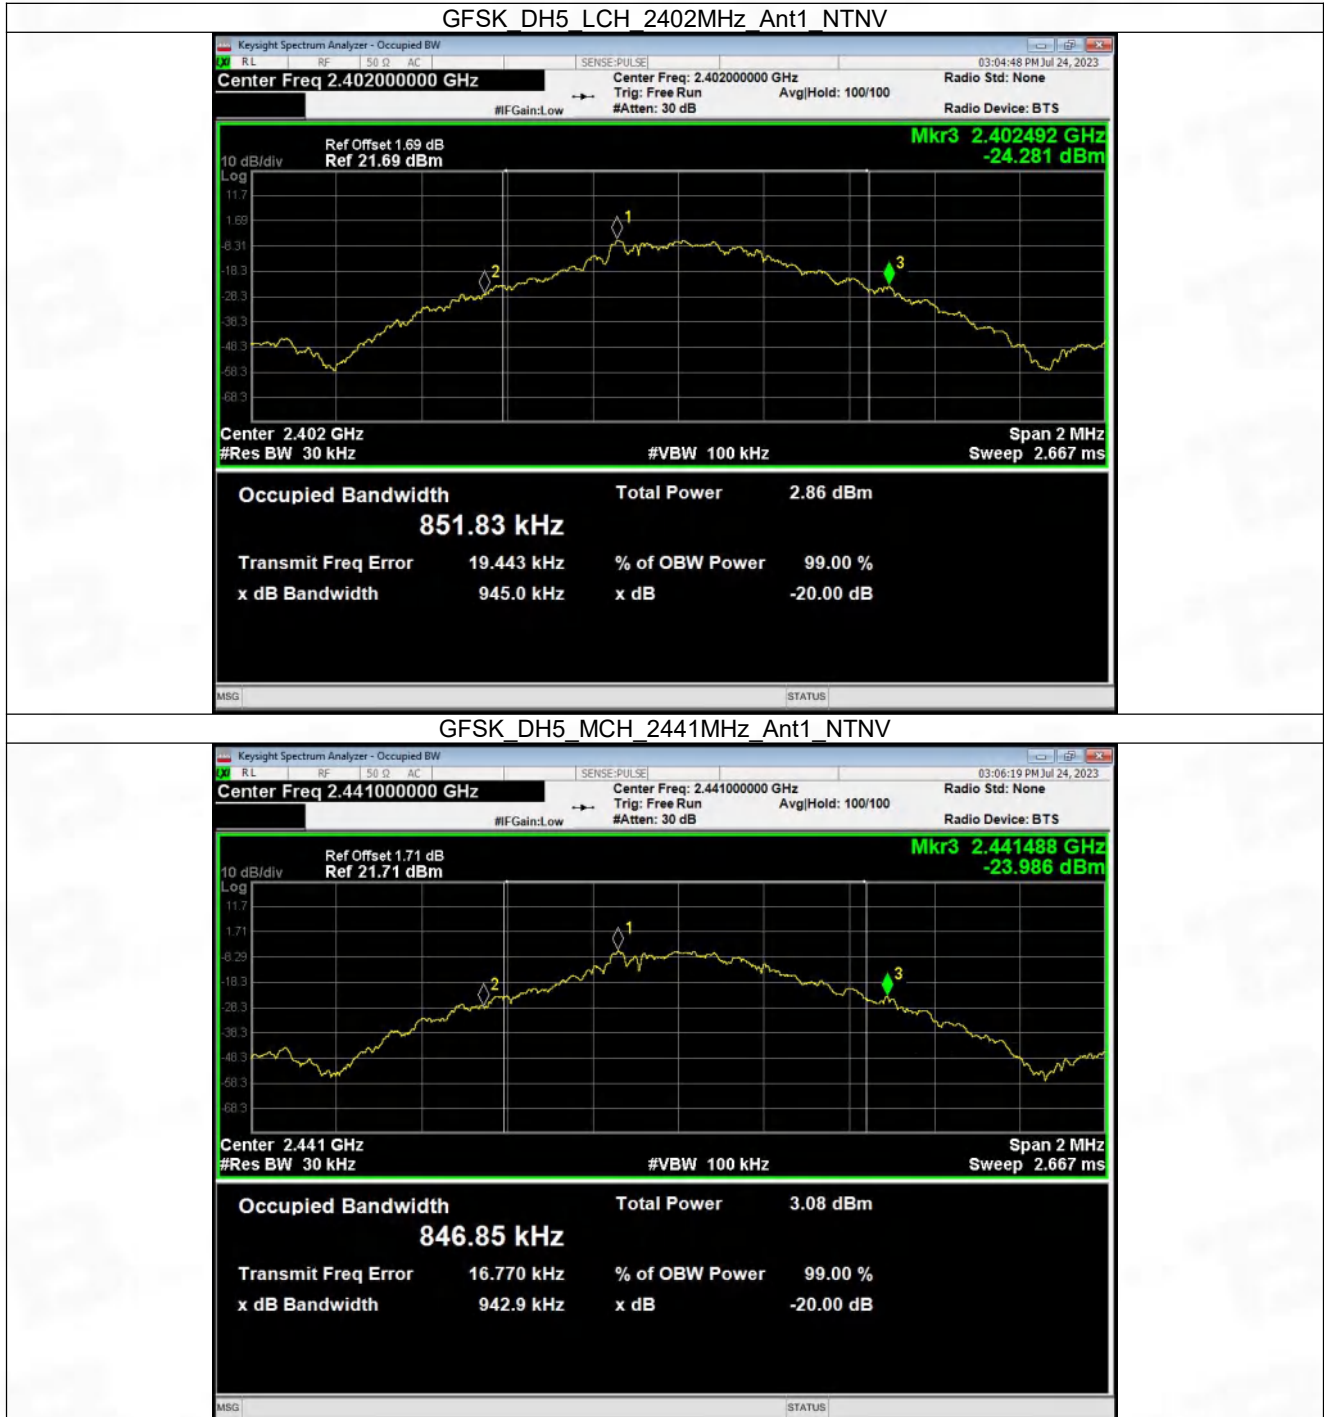 GFSK_DH5_LCH_2402MHz_Ant1_NTNV
Keysight Spectrum Analyzer - Occupied BW
RL RF 50 Ω AC SENSE:PULSE 03:04:48 PM Jul 24, 2023
Center Freq 2.402000000 GHz Center Freq: 2.402000000 GHz Radio Std: None
Trig: Free Run Avg|Hold: 100/100
#IFGain:Low #Atten: 30 dB Radio Device: BTS
Mkr3 2.402492 GHz
-24.281 dBm
Ref Offset 1.69 dB
10 dB/div Ref 21.69 dBm
Log
11.7
1.69
-8.31
-18.3
-28.3
-38.3
-48.3
-58.3
-68.3
1
2
3
Center 2.402 GHz Span 2 MHz
#Res BW 30 kHz #VBW 100 kHz Sweep 2.667 ms
Occupied Bandwidth Total Power 2.86 dBm
851.83 kHz
Transmit Freq Error 19.443 kHz % of OBW Power 99.00 %
x dB Bandwidth 945.0 kHz x dB -20.00 dB
MSG STATUS
GFSK_DH5_MCH_2441MHz_Ant1_NTNV
Keysight Spectrum Analyzer - Occupied BW
RL RF 50 Ω AC SENSE:PULSE 03:06:19 PM Jul 24, 2023
Center Freq 2.441000000 GHz Center Freq: 2.441000000 GHz Radio Std: None
Trig: Free Run Avg|Hold: 100/100
#IFGain:Low #Atten: 30 dB Radio Device: BTS
Mkr3 2.441488 GHz
-23.986 dBm
Ref Offset 1.71 dB
10 dB/div Ref 21.71 dBm
Log
11.7
1.71
-8.29
-18.3
-28.3
-38.3
-48.3
-58.3
-68.3
1
2
3
Center 2.441 GHz Span 2 MHz
#Res BW 30 kHz #VBW 100 kHz Sweep 2.667 ms
Occupied Bandwidth Total Power 3.08 dBm
846.85 kHz
Transmit Freq Error 16.770 kHz % of OBW Power 99.00 %
x dB Bandwidth 942.9 kHz x dB -20.00 dB
MSG STATUS